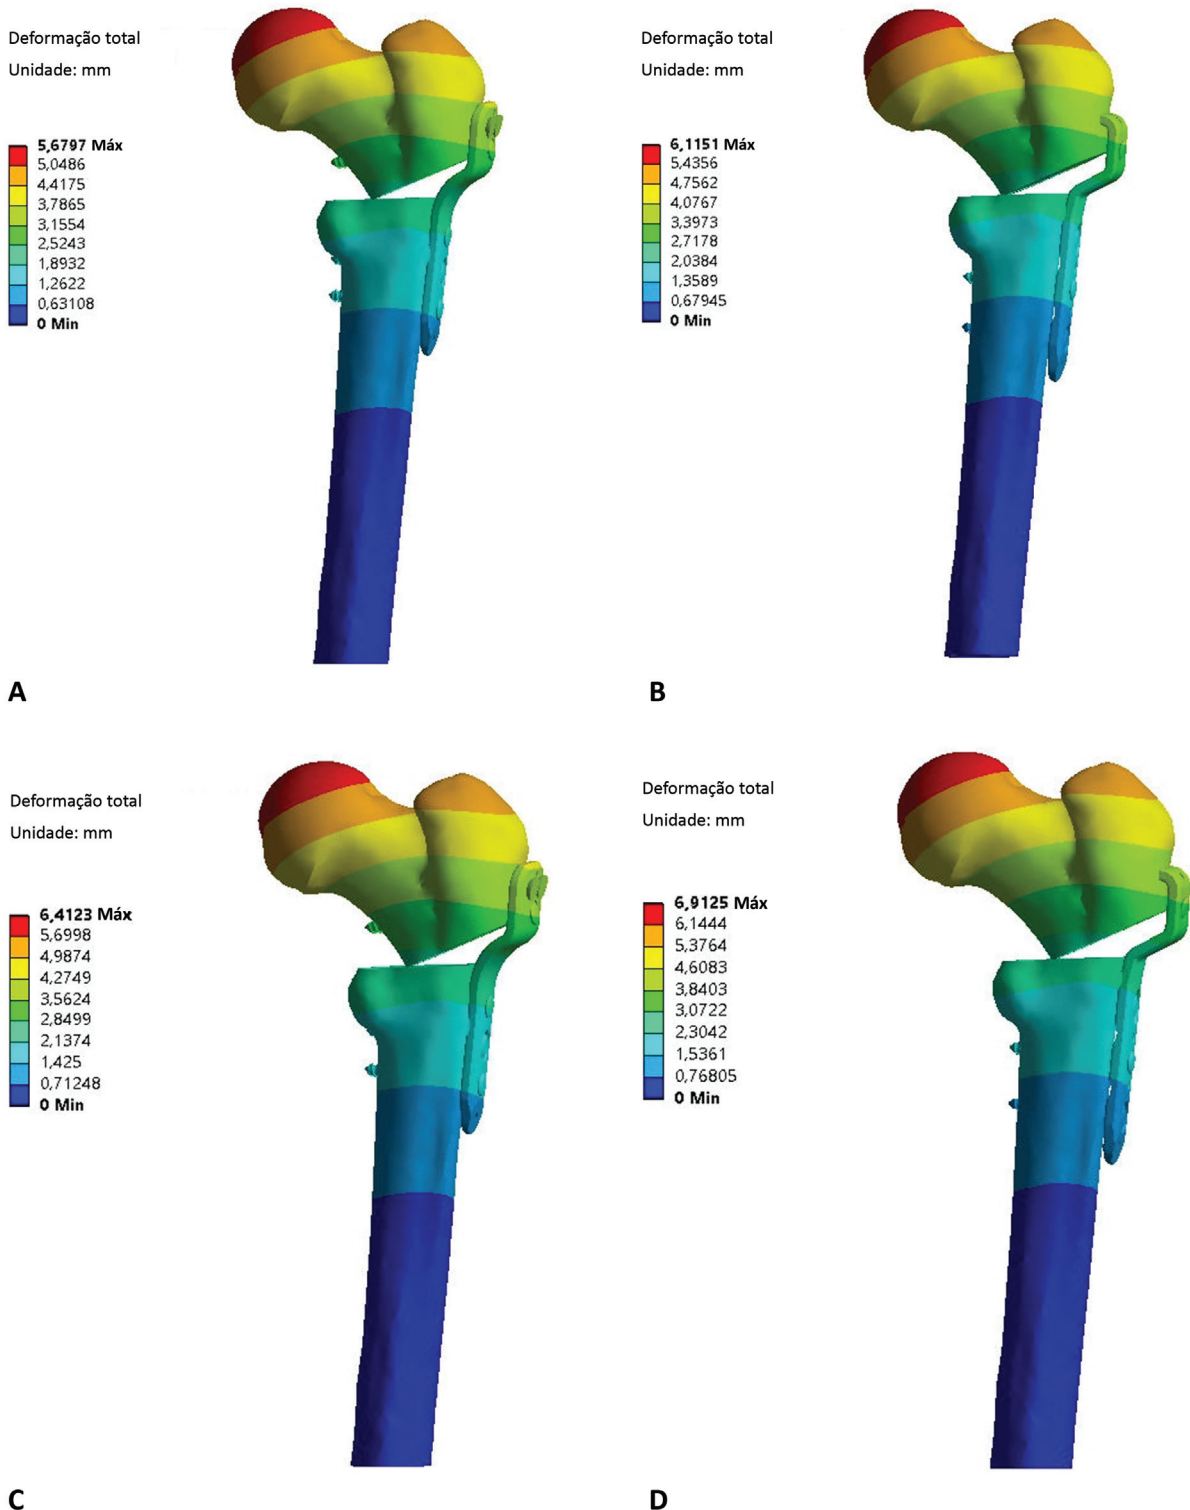 Deformação total
Unidade: mm
5,6797 Máx
5,0486
4,4175
3,7865
3,1554
2,5243
1,8932
1,2622
0,63108
0 Min
A
Deformação total
Unidade: mm
6,1151 Máx
5,4356
4,7562
4,0767
3,3973
2,7178
2,0384
1,3589
0,67945
0 Min
B
Deformação total
Unidade: mm
6,4123 Máx
5,6998
4,9874
4,2749
3,5624
2,8499
2,1374
1,425
0,71248
0 Min
C
Deformação total
Unidade: mm
6,9125 Máx
6,1444
5,3764
4,6083
3,8403
3,0722
2,3042
1,5361
0,76805
0 Min
D